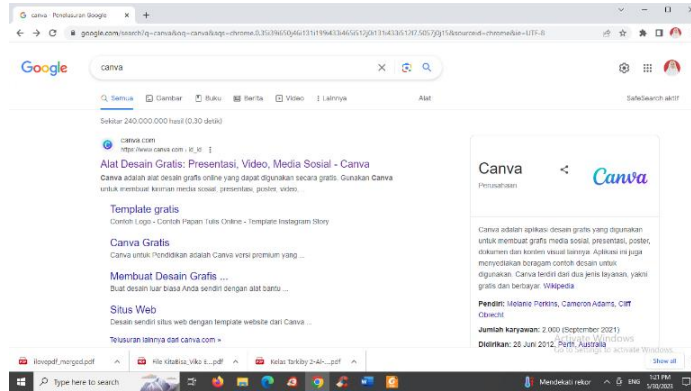 canva - Penelusuran Google
google.com/search?q=canva&oq=canva&aqs=chrome
Google
canva
Semua Gambar Buku Berita Video Lainnya Alat SafeSearch aktif
Sekitar 240.000.000 hasil (0,30 detik)
canva.com
https://www.canva.com › id_id
Alat Desain Gratis: Presentasi, Video, Media Sosial - Canva
Canva adalah alat desain grafis online yang dapat digunakan secara gratis. Gunakan Canva
untuk membuat kiriman media sosial, presentasi, poster, video, ...
Template gratis
Contoh Logo - Contoh Papan Tulis Online - Template Instagram Story
Canva Gratis
Canva untuk Pendidikan adalah Canva versi premium yang ...
Membuat Desain Grafis ...
Buat desain luar biasa Anda sendiri dengan alat bantu ...
Situs Web
Desain sendiri situs web dengan template website dari Canva ...
Telusuran lainnya dari canva.com »
Canva
Perusahaan
Canva
Canva adalah aplikasi desain grafis yang digunakan
untuk membuat grafis media sosial, presentasi, poster,
dokumen dan konten visual lainnya. Aplikasi ini juga
menyediakan beragam contoh desain untuk
digunakan. Canva terdiri dari dua jenis layanan, yakni
gratis dan berbayar. Wikipedia
Pendiri: Melanie Perkins, Cameron Adams, Cliff
Obrecht
Jumlah karyawan: 2.000 (September 2021)
Didirikan: 28 Juni 2012, Perth, Australia
Activate Windows
Go to Settings to activate Windows.
ilovepdf_merged.pdf
File KitaBisa_Vika E....pdf
Kelas Tarkiby 2-Al-....pdf
Show all
Type here to search
Mendekati rekor
ENG
1:21 PM
5/30/2023